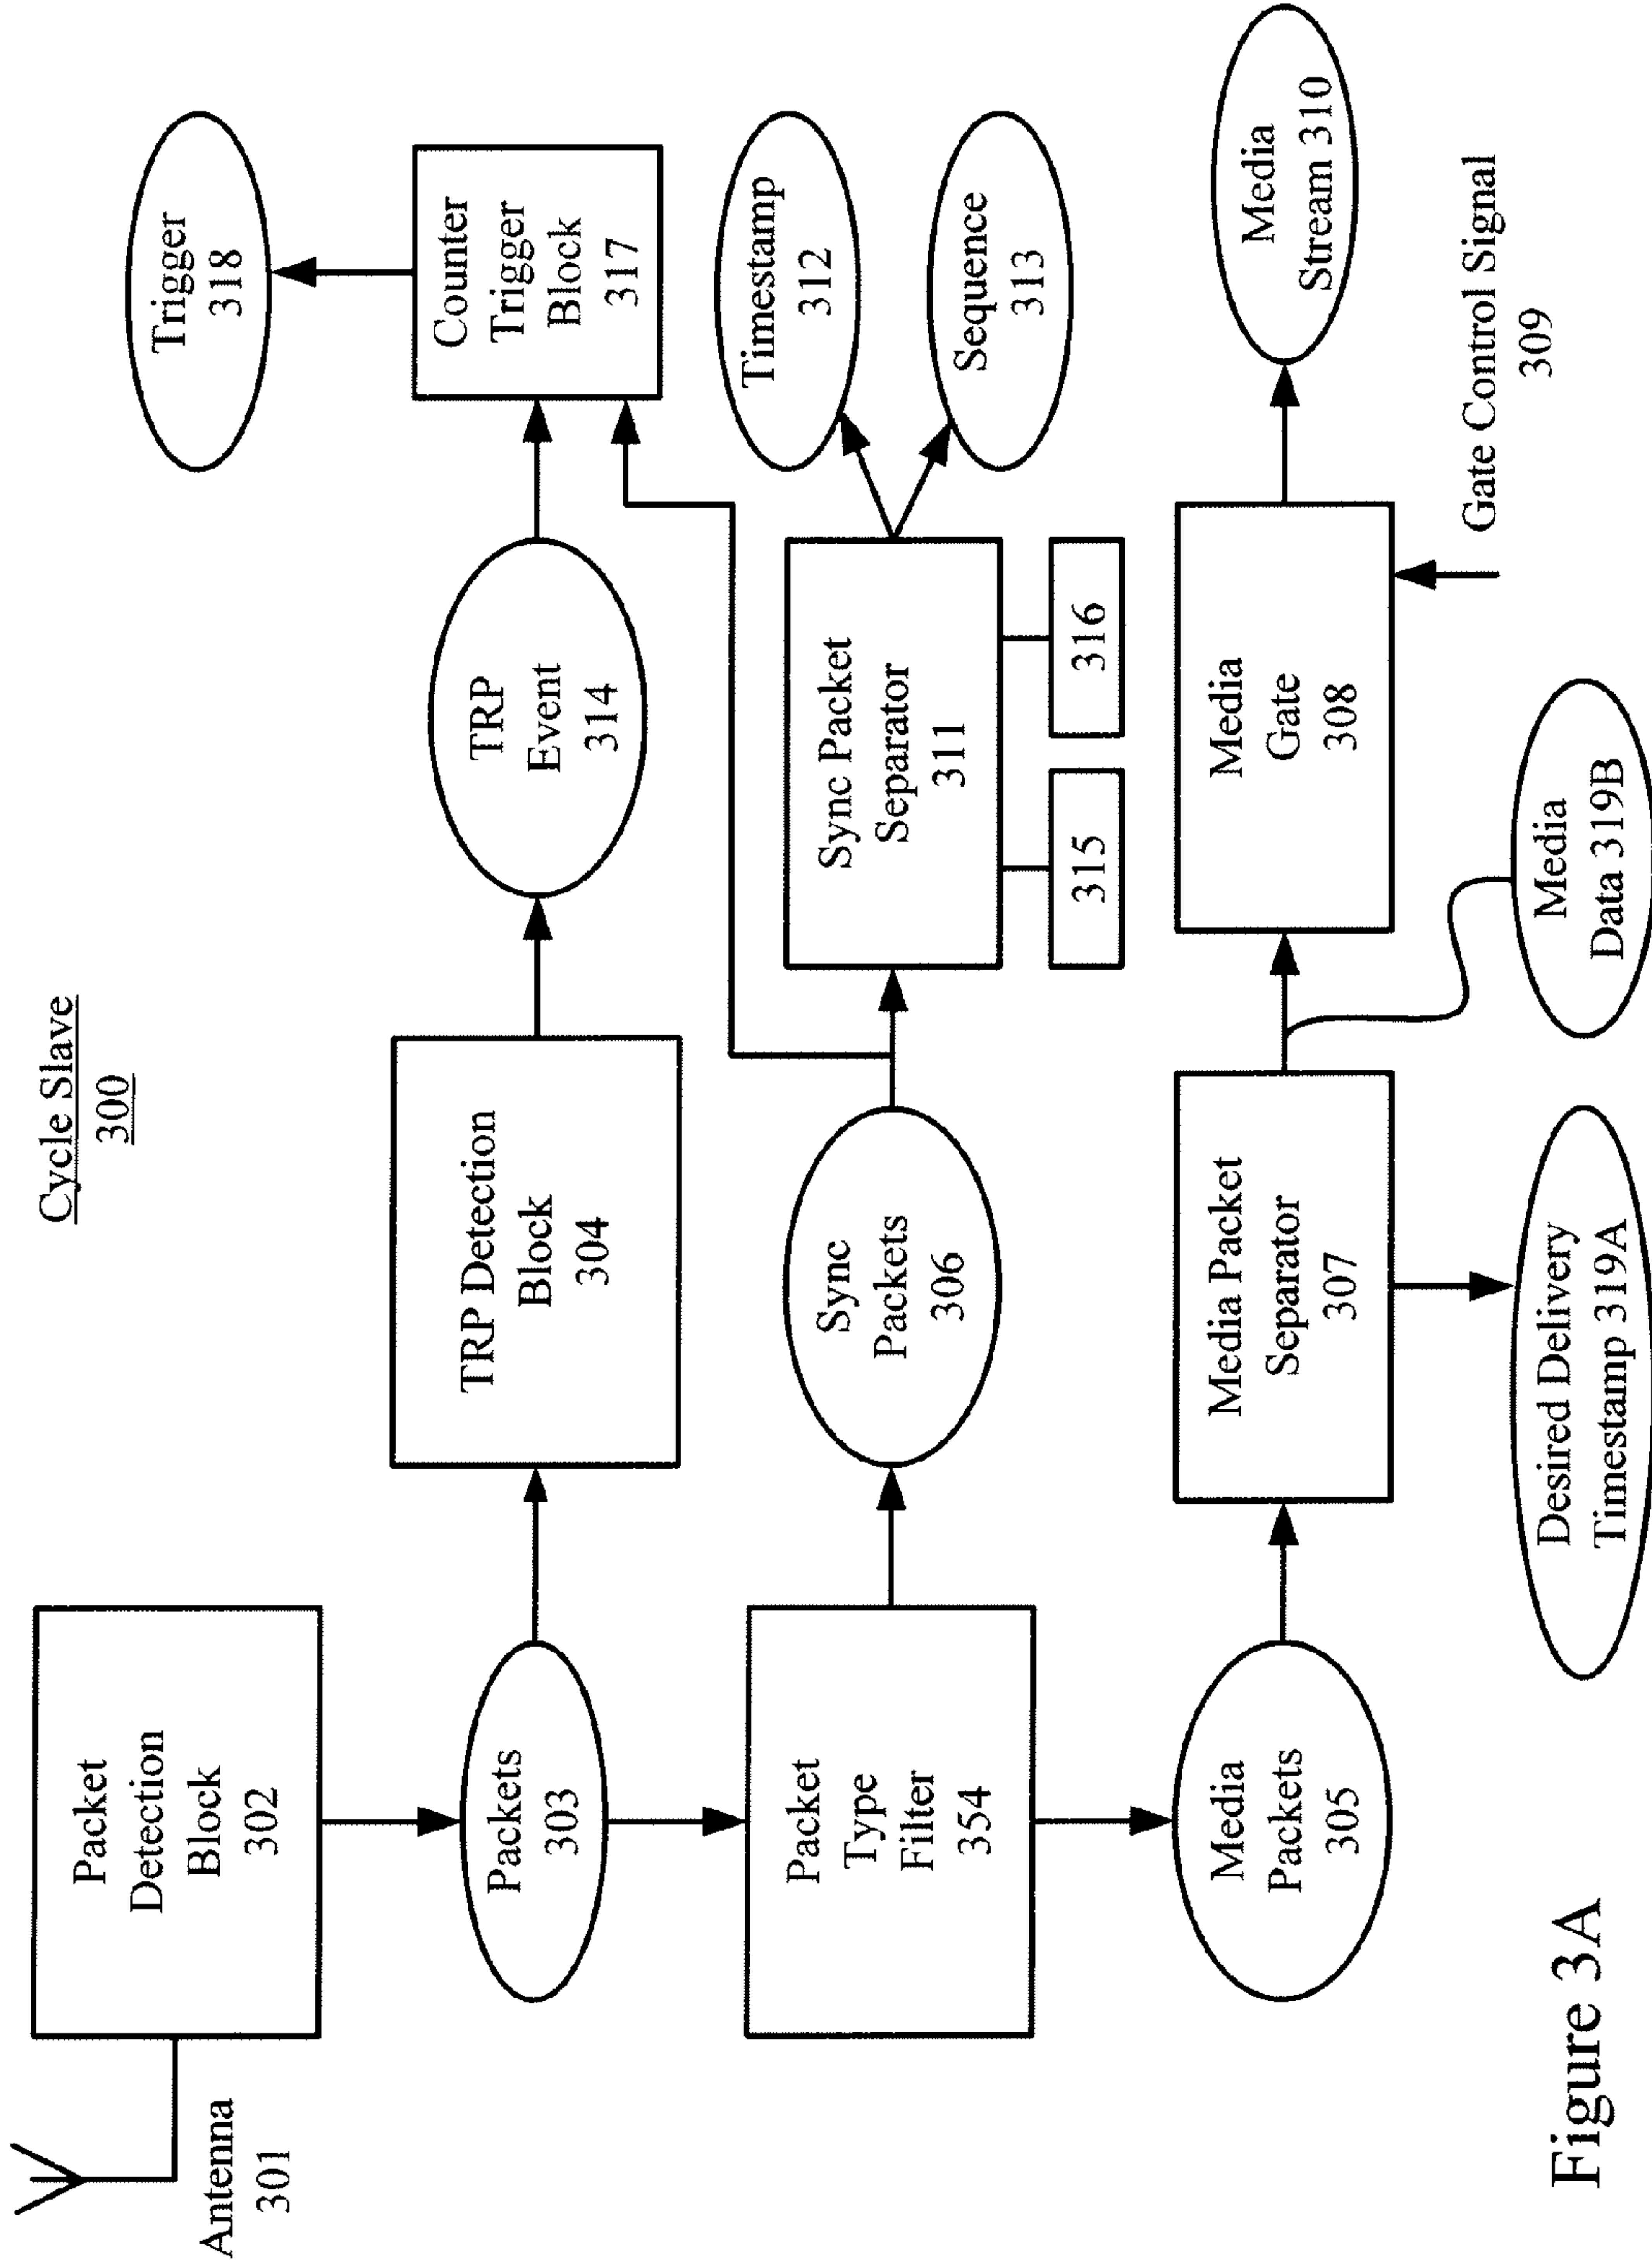 Cycle Slave
300
Antenna
301
Packet
Detection
Block
302
Packets
303
TRP Detection
Block
304
TRP
Event
314
Counter
Trigger
Block
317
Trigger
318
Packet
Type
Filter
354
Sync
Packets
306
Sync Packet
Separator
311
315
316
Timestamp
312
Sequence
313
Media
Packets
305
Media Packet
Separator
307
Desired Delivery
Timestamp 319A
Media
Data 319B
Media
Gate
308
Gate Control Signal
309
Media
Stream 310
Figure 3A